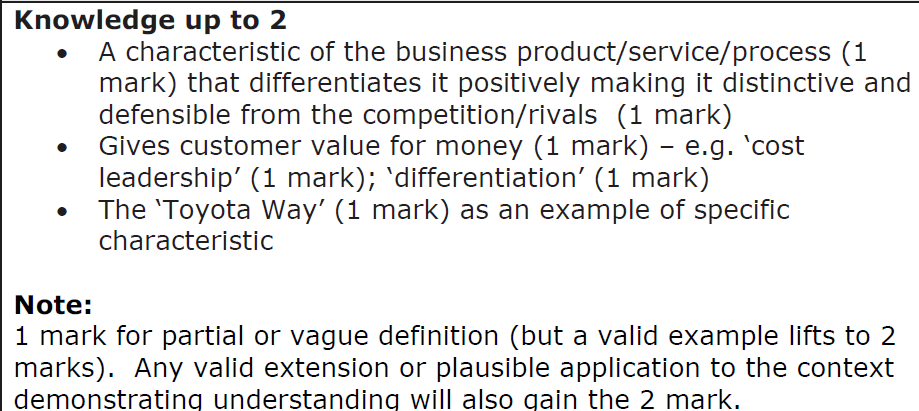 Knowledge up to 2
• A characteristic of the business product/service/process (1
mark) that differentiates it positively making it distinctive and
defensible from the competition/rivals  (1 mark)
• Gives customer value for money (1 mark) – e.g. ‘cost
leadership’ (1 mark); ‘differentiation’ (1 mark)
• The ‘Toyota Way’ (1 mark) as an example of specific
characteristic
Note:
1 mark for partial or vague definition (but a valid example lifts to 2
marks).  Any valid extension or plausible application to the context
demonstrating understanding will also gain the 2 mark.